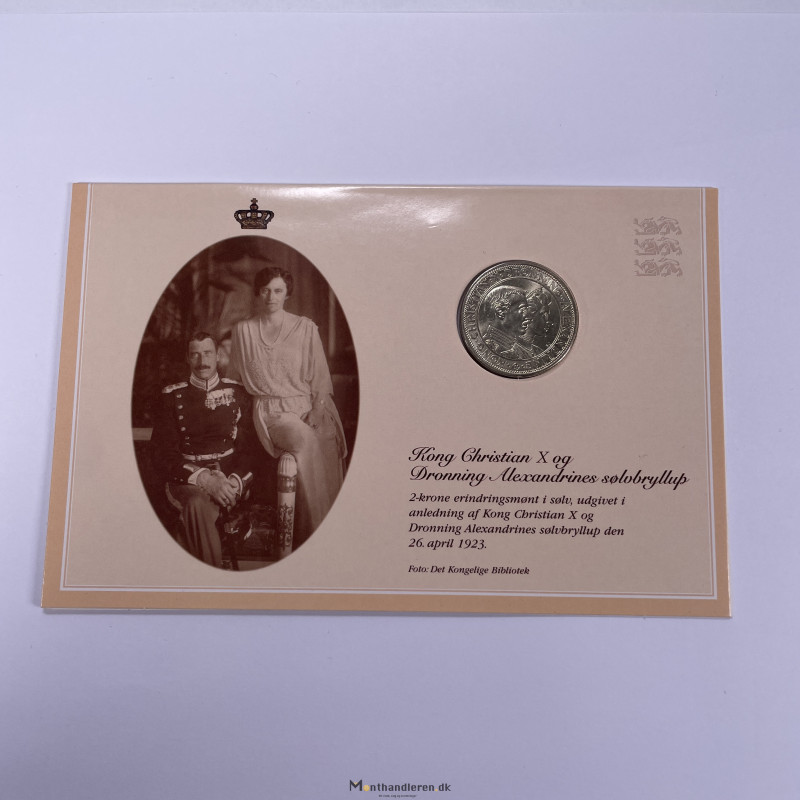 Kong Christian X og
Dronning Alexandrines sølvbryllup
2-krone erindringsmønt i sølv, udgivet i
anledning af Kong Christian X og
Dronning Alexandrines sølvbryllup den
26. april 1923.
Foto: Det Kongelige Bibliotek
Mønthandleren.dk